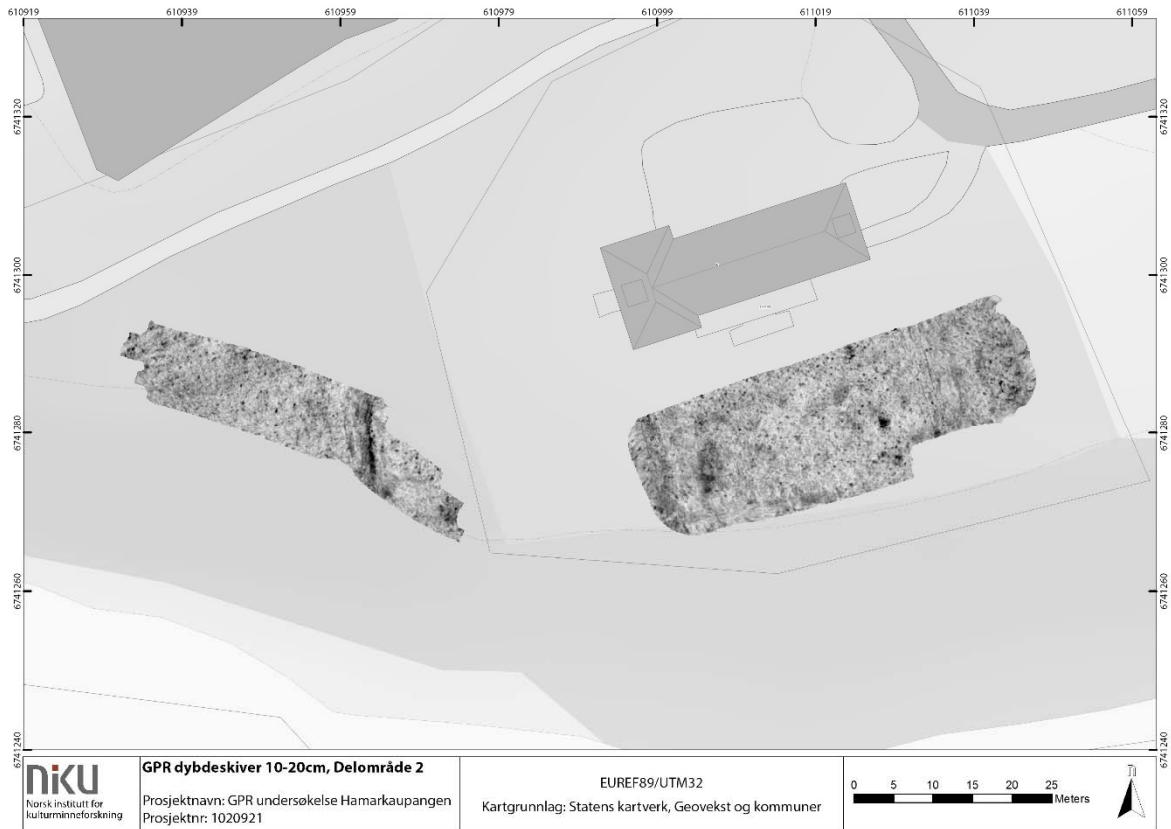 610919 610939 610959 610979 610999 611019 611039 611059
6741320 6741320
6741300 6741300
6741280 6741280
6741260 6741260
6741240 6741240
niku
Norsk institutt for
kulturminneforskning
GPR dybdeskiver 10-20cm, Delområde 2
Prosjektnavn: GPR undersøkelse Hamarkaupangen
Prosjektnr: 1020921
EUREF89/UTM32
Kartgrunnlag: Statens kartverk, Geovekst og kommuner
0 5 10 15 20 25
Meters